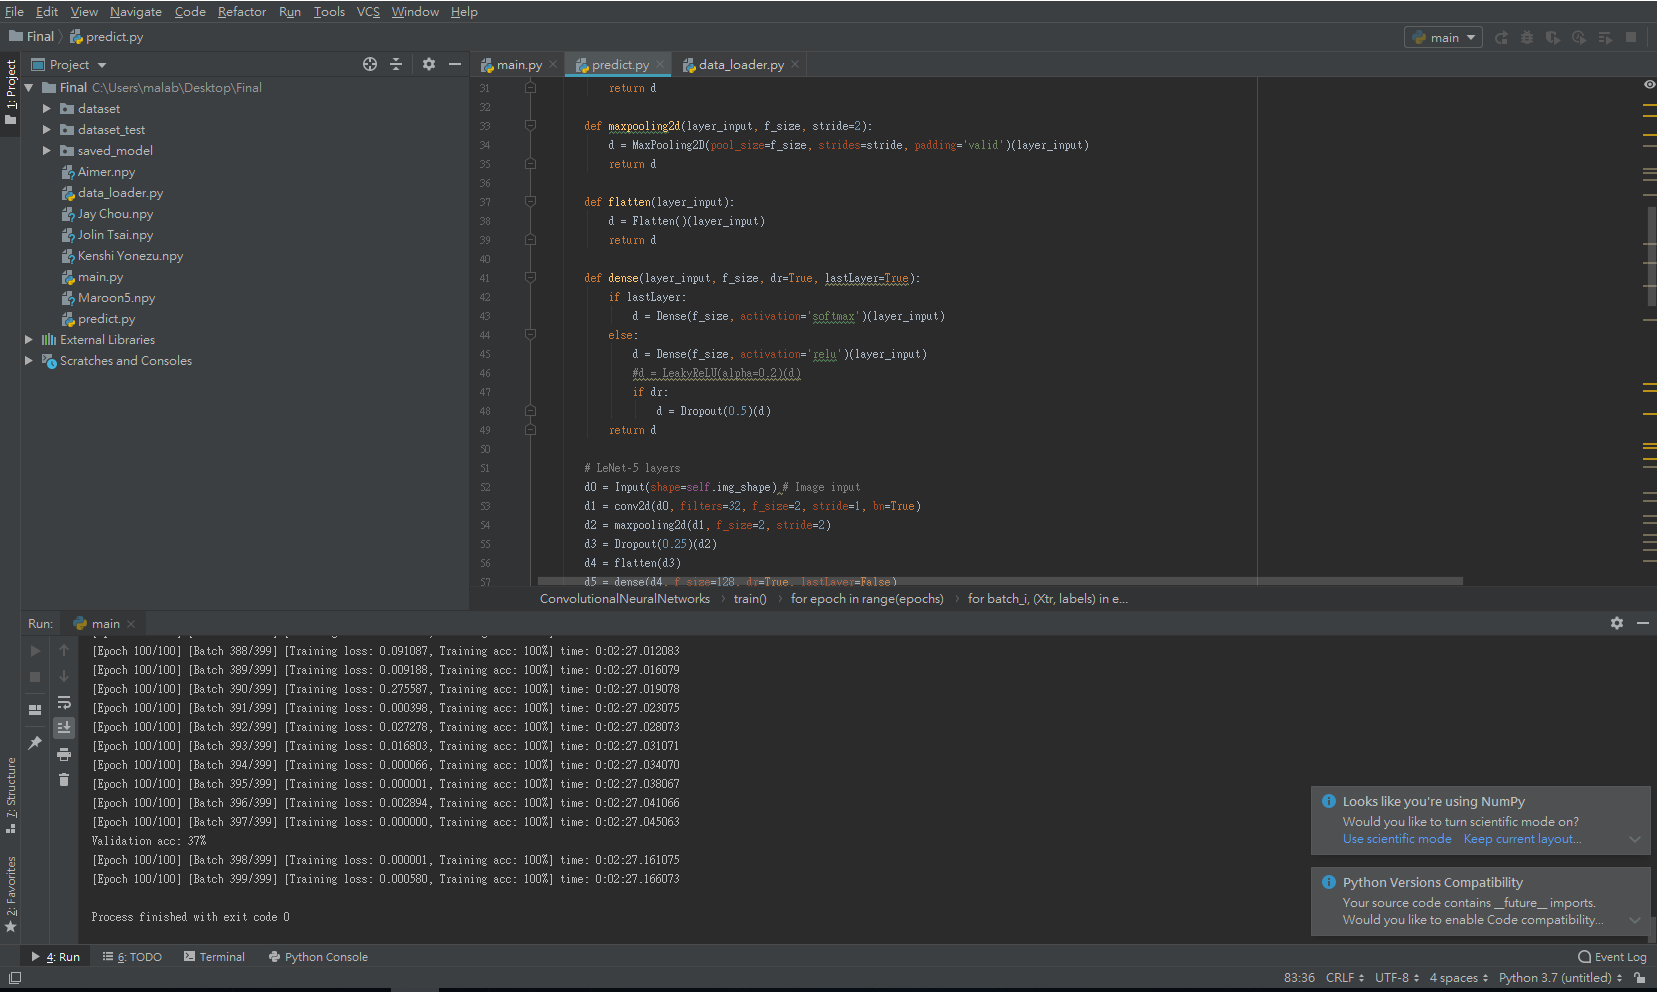 File Edit View Navigate Code Refactor Run Tools VCS Window Help
Final predict.py main
1: Project
Project
Final C:\Users\malab\Desktop\Final
dataset
dataset_test
saved_model
Aimer.npy
data_loader.py
Jay Chou.npy
Jolin Tsai.npy
Kenshi Yonezu.npy
main.py
Maroon5.npy
predict.py
External Libraries
Scratches and Consoles
main.py predict.py data_loader.py
31 return d
32
33 def maxpooling2d(layer_input, f_size, stride=2):
34 d = MaxPooling2D(pool_size=f_size, strides=stride, padding='valid')(layer_input)
35 return d
36
37 def flatten(layer_input):
38 d = Flatten()(layer_input)
39 return d
40
41 def dense(layer_input, f_size, dr=True, lastLayer=True):
42 if lastLayer:
43 d = Dense(f_size, activation='softmax')(layer_input)
44 else:
45 d = Dense(f_size, activation='relu')(layer_input)
46 #d = LeakyReLU(alpha=0.2)(d)
47 if dr:
48 d = Dropout(0.5)(d)
49 return d
50
51 # LeNet-5 layers
52 d0 = Input(shape=self.img_shape) # Image input
53 d1 = conv2d(d0, filters=32, f_size=2, stride=1, bn=True)
54 d2 = maxpooling2d(d1, f_size=2, stride=2)
55 d3 = Dropout(0.25)(d2)
56 d4 = flatten(d3)
57 d5 = dense(d4, f_size=128, dr=True, lastLayer=False)
ConvolutionalNeuralNetworks train() for epoch in range(epochs) for batch_i, (Xtr, labels) in e...
Run: main
[Epoch 100/100] [Batch 388/399] [Training loss: 0.091087, Training acc: 100%] time: 0:02:27.012083
[Epoch 100/100] [Batch 389/399] [Training loss: 0.009188, Training acc: 100%] time: 0:02:27.016079
[Epoch 100/100] [Batch 390/399] [Training loss: 0.275587, Training acc: 100%] time: 0:02:27.019078
[Epoch 100/100] [Batch 391/399] [Training loss: 0.000398, Training acc: 100%] time: 0:02:27.023075
[Epoch 100/100] [Batch 392/399] [Training loss: 0.027278, Training acc: 100%] time: 0:02:27.028073
[Epoch 100/100] [Batch 393/399] [Training loss: 0.016803, Training acc: 100%] time: 0:02:27.031071
[Epoch 100/100] [Batch 394/399] [Training loss: 0.000066, Training acc: 100%] time: 0:02:27.034070
[Epoch 100/100] [Batch 395/399] [Training loss: 0.000001, Training acc: 100%] time: 0:02:27.038067
[Epoch 100/100] [Batch 396/399] [Training loss: 0.002894, Training acc: 100%] time: 0:02:27.041066
[Epoch 100/100] [Batch 397/399] [Training loss: 0.000000, Training acc: 100%] time: 0:02:27.045063
Validation acc: 37%
[Epoch 100/100] [Batch 398/399] [Training loss: 0.000001, Training acc: 100%] time: 0:02:27.161075
[Epoch 100/100] [Batch 399/399] [Training loss: 0.000580, Training acc: 100%] time: 0:02:27.166073
Process finished with exit code 0
7: Structure
2: Favorites
Looks like you're using NumPy
Would you like to turn scientific mode on?
Use scientific mode Keep current layout...
Python Versions Compatibility
Your source code contains __future__ imports.
Would you like to enable Code compatibility...
4: Run 6: TODO Terminal Python Console Event Log
83:36 CRLF UTF-8 4 spaces Python 3.7 (untitled)